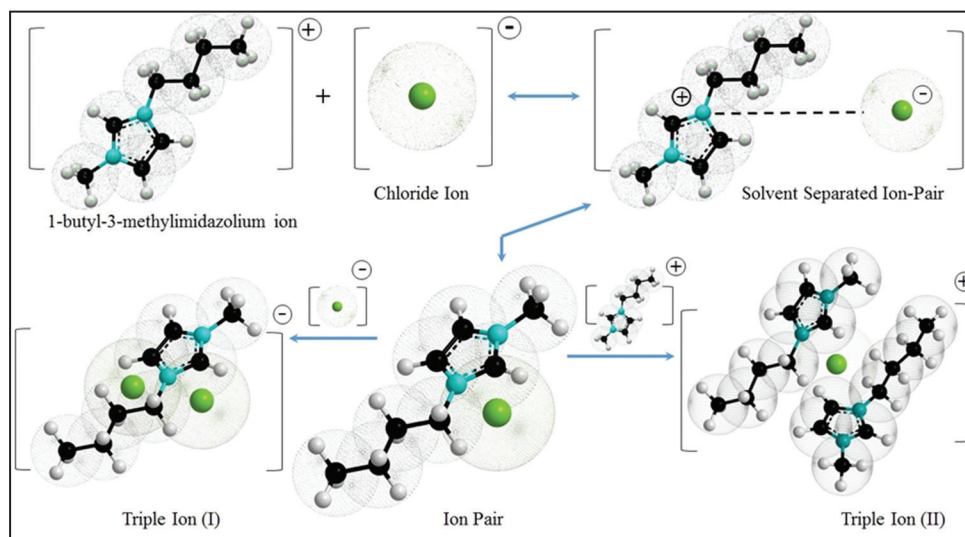 +
−
+
+
−
Chloride Ion
Solvent Separated Ion-Pair
1-butyl-3-methylimidazolium ion
−
−
+
+
Triple Ion (I)
Ion Pair
Triple Ion (II)